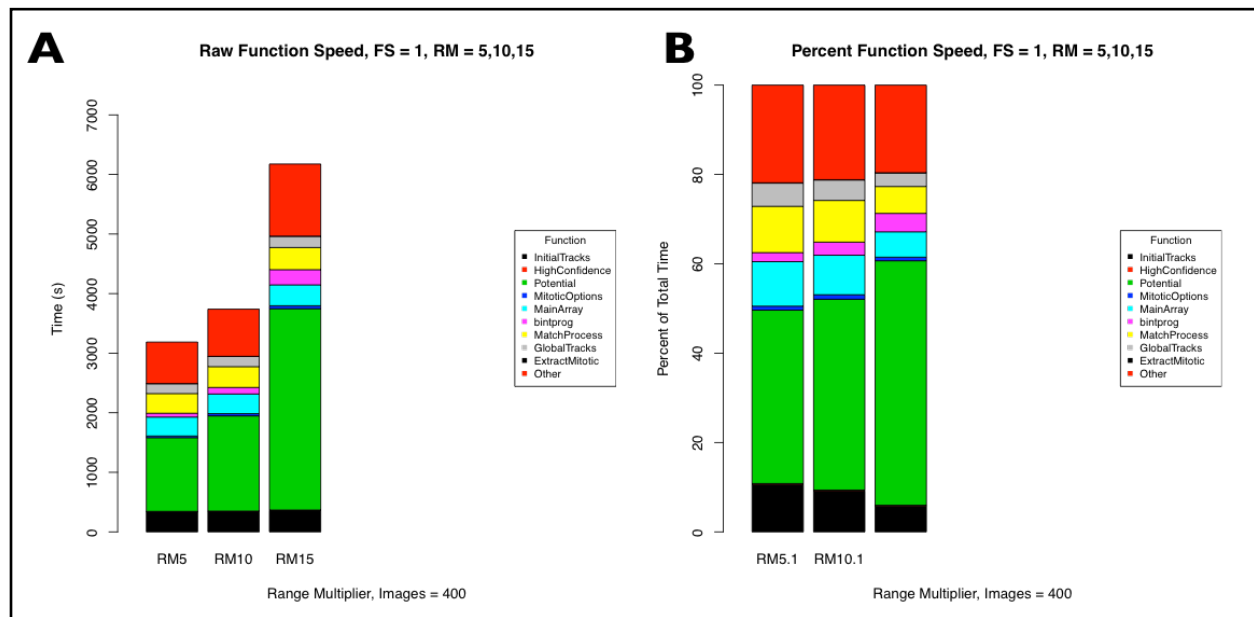 A
Raw Function Speed, FS = 1, RM = 5,10,15
Time (s)
7000
6000
5000
4000
3000
2000
1000
0
RM5 RM10 RM15
Range Multiplier, Images = 400
Function
InitialTracks
HighConfidence
Potential
MitoticOptions
MainArray
bintprog
MatchProcess
GlobalTracks
ExtractMitotic
Other
B
Percent Function Speed, FS = 1, RM = 5,10,15
Percent of Total Time
100
80
60
40
20
0
RM5.1 RM10.1
Range Multiplier, Images = 400
Function
InitialTracks
HighConfidence
Potential
MitoticOptions
MainArray
bintprog
MatchProcess
GlobalTracks
ExtractMitotic
Other